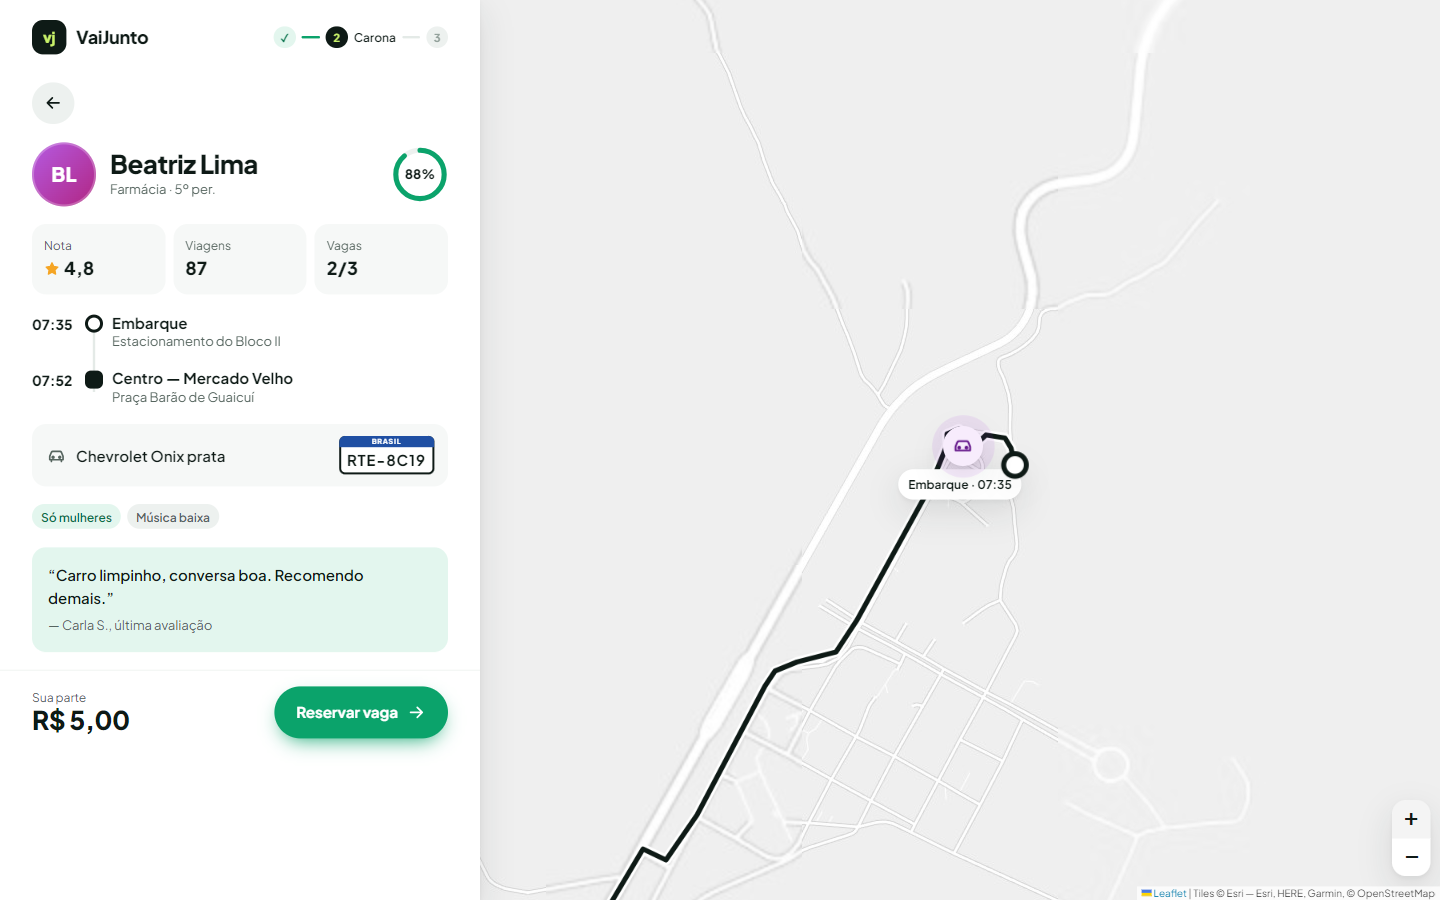 vj
VaiJunto
✓
2
Carona
3
BL
Beatriz Lima
Farmácia · 5º per.
88%
Nota
4,8
Viagens
87
Vagas
2/3
07:35
Embarque
Estacionamento do Bloco II
07:52
Centro — Mercado Velho
Praça Barão de Guaicuí
Chevrolet Onix prata
BRASIL
RTE-8C19
Só mulheres
Música baixa
“Carro limpinho, conversa boa. Recomendo
demais.”
— Carla S., última avaliação
Sua parte
R$ 5,00
Reservar vaga
Embarque · 07:35
+
−
Leaflet | Tiles © Esri — Esri, HERE, Garmin, © OpenStreetMap